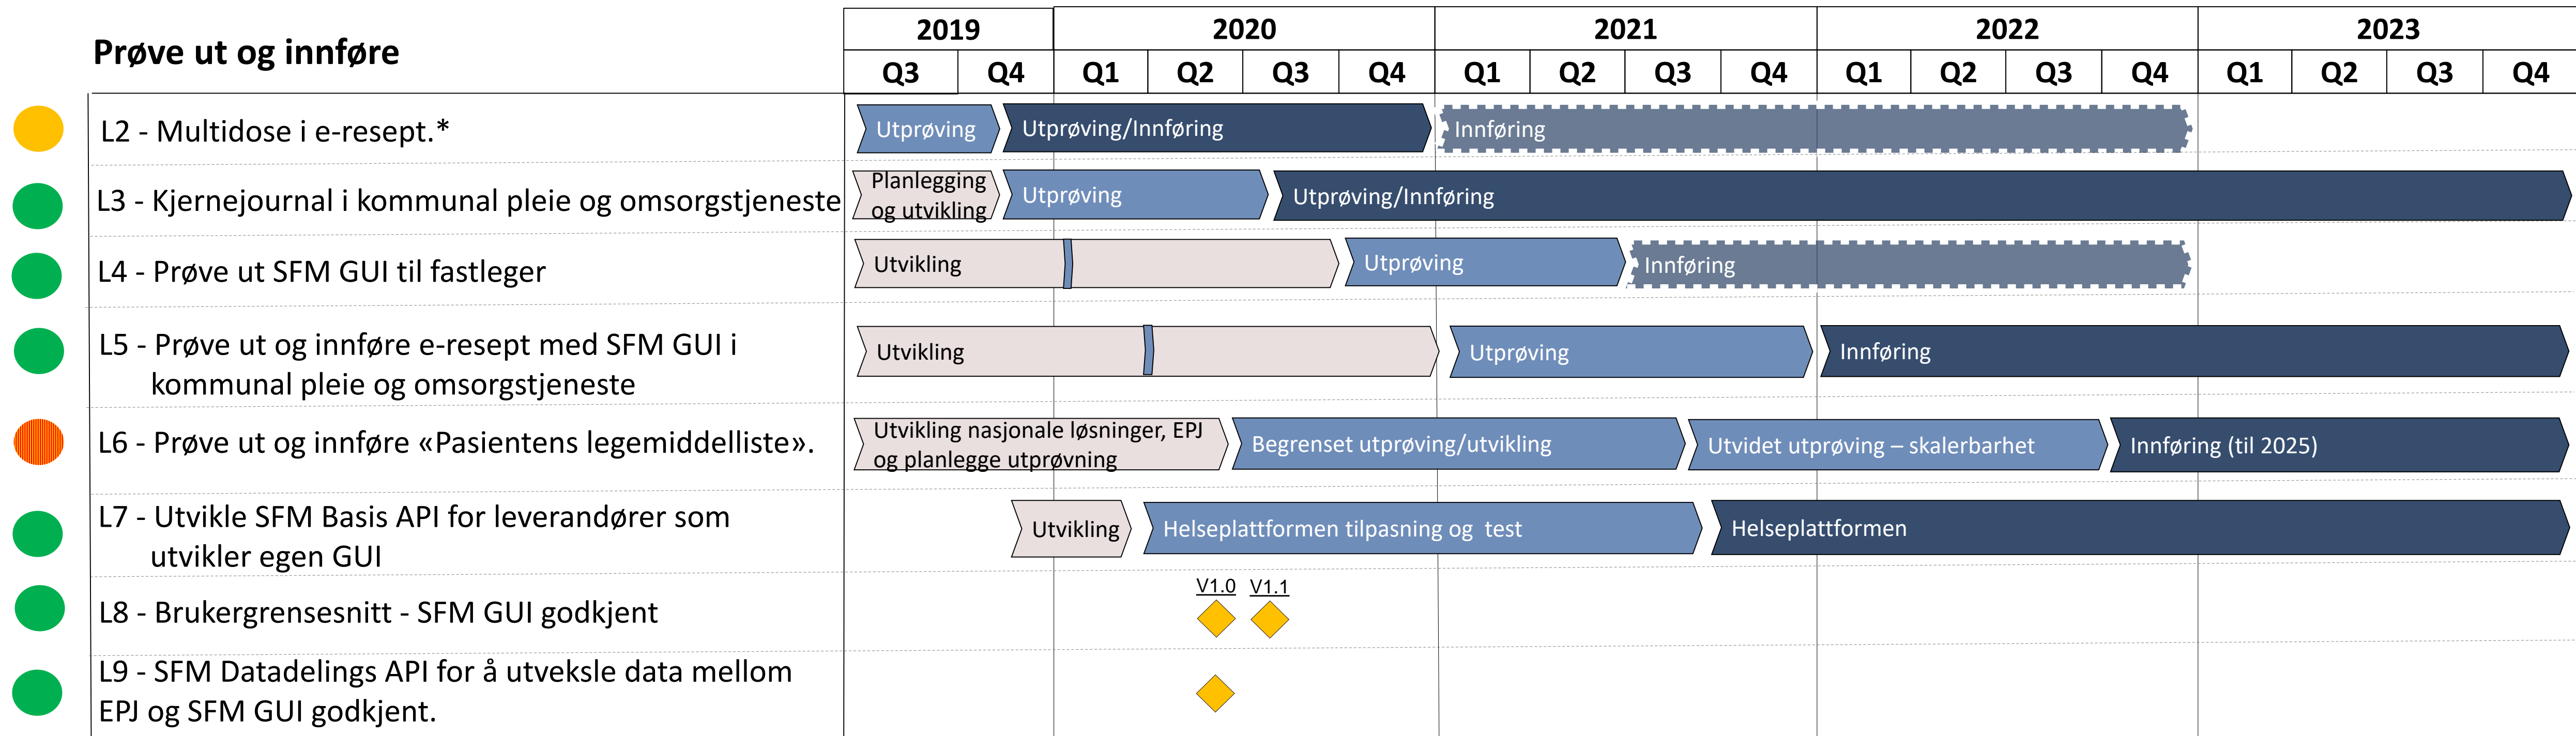 Prøve ut og innføre
2019 2020 2021 2022 2023
Q3 Q4 Q1 Q2 Q3 Q4 Q1 Q2 Q3 Q4 Q1 Q2 Q3 Q4 Q1 Q2 Q3 Q4
L2 - Multidose i e-resept.*
Utprøving
Utprøving/Innføring
Innføring
L3 - Kjernejournal i kommunal pleie og omsorgstjeneste
Planlegging
og utvikling
Utprøving
Utprøving/Innføring
L4 - Prøve ut SFM GUI til fastleger
Utvikling
Utprøving
Innføring
L5 - Prøve ut og innføre e-resept med SFM GUI i
kommunal pleie og omsorgstjeneste
Utvikling
Utprøving
Innføring
L6 - Prøve ut og innføre «Pasientens legemiddelliste».
Utvikling nasjonale løsninger, EPJ
og planlegge utprøvning
Begrenset utprøving/utvikling
Utvidet utprøving – skalerbarhet
Innføring (til 2025)
L7 - Utvikle SFM Basis API for leverandører som
utvikler egen GUI
Utvikling
Helseplattformen tilpasning og test
Helseplattformen
L8 - Brukergrensesnitt - SFM GUI godkjent
V1.0 V1.1
L9 - SFM Datadelings API for å utveksle data mellom
EPJ og SFM GUI godkjent.